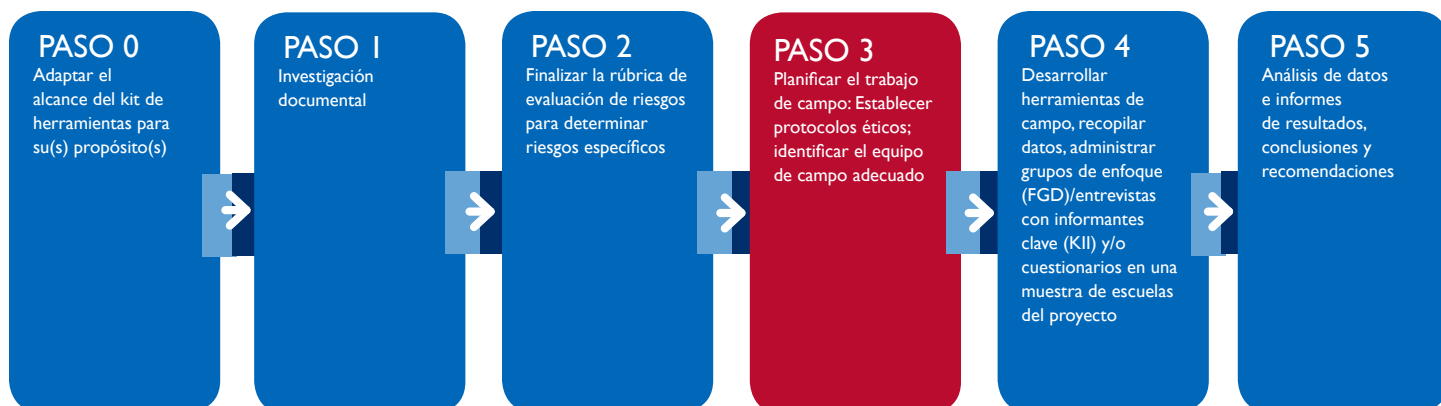 PASO 0
Adaptar el
alcance del kit de
herramientas para
su(s) propósito(s)
PASO 1
Investigación
documental
PASO 2
Finalizar la rúbrica de
evaluación de riesgos
para determinar
riesgos específicos
PASO 3
Planificar el trabajo
de campo: Establecer
protocolos éticos;
identificar el equipo
de campo adecuado
PASO 4
Desarrollar
herramientas de
campo, recopilar
datos, administrar
grupos de enfoque
(FGD)/entrevistas
con informantes
clave (KII) y/o
cuestionarios en una
muestra de escuelas
del proyecto
PASO 5
Análisis de datos
e informes
de resultados,
conclusiones y
recomendaciones